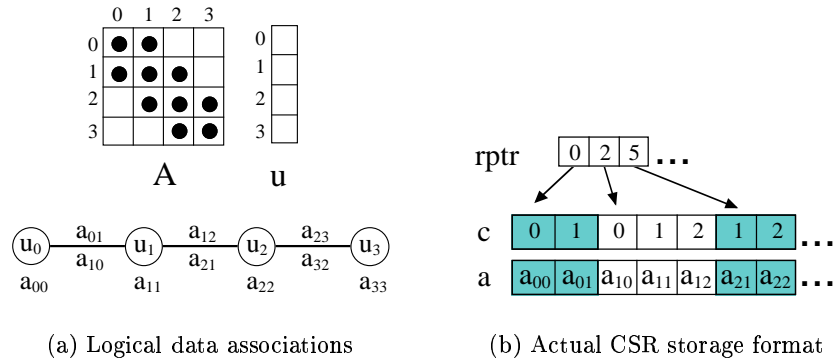 0 1 2 3
0
1
2
3
0
1
2
3
A
u
u0 a01 u1 a12 u2 a23 u3
a10 a21 a32
a00 a11 a22 a33
(a) Logical data associations
rptr 0 2 5 ...
c 0 1 0 1 2 1 2 ...
a a00 a01 a10 a11 a12 a21 a22 ...
(b) Actual CSR storage format